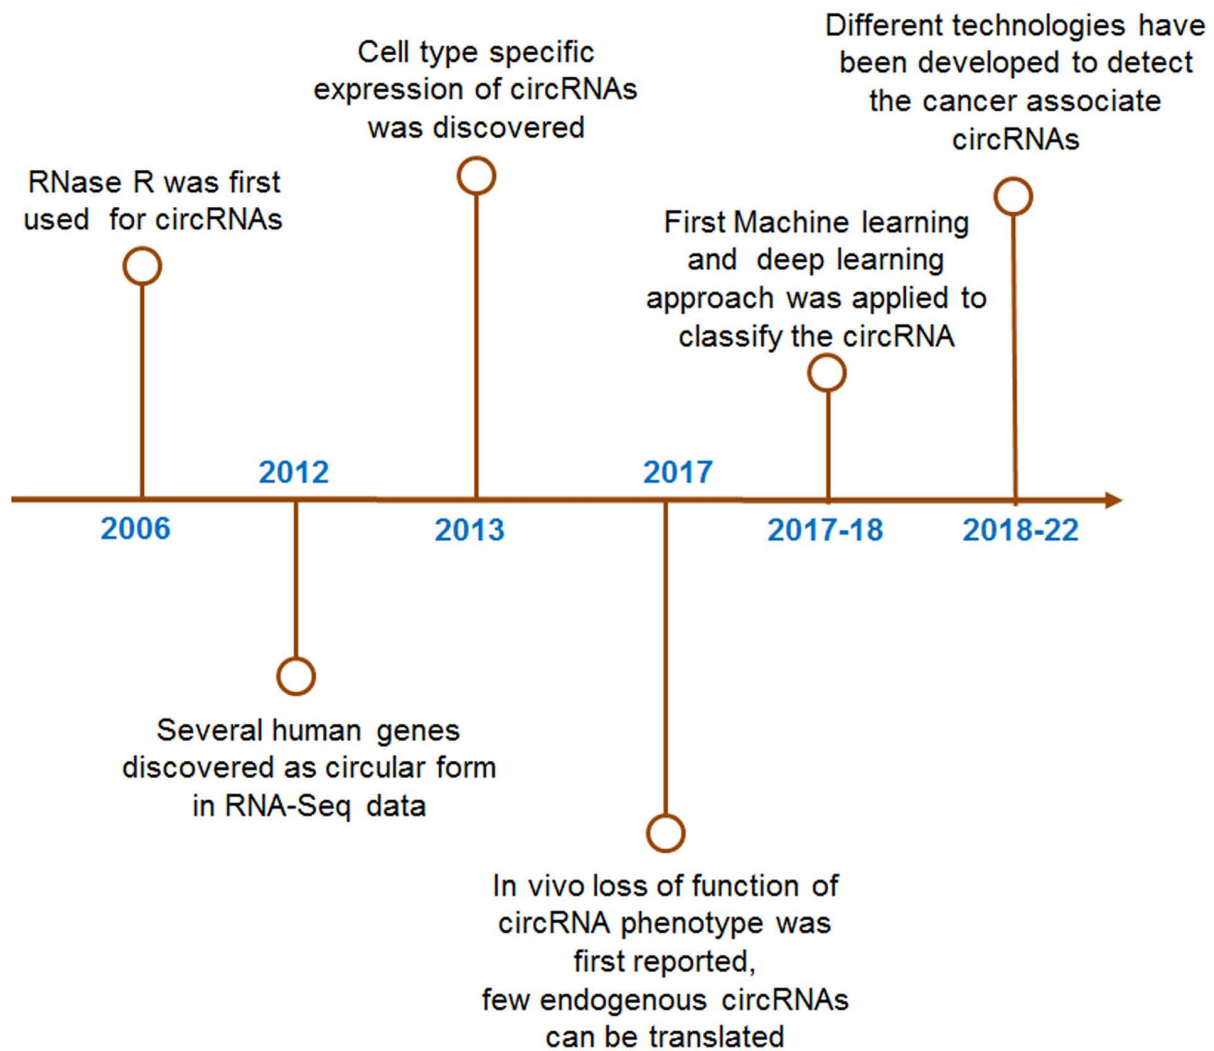 Different technologies have
been developed to detect
the cancer associate
circRNAs
Cell type specific
expression of circRNAs
was discovered
RNase R was first
used for circRNAs
First Machine learning
and deep learning
approach was applied to
classify the circRNA
2012
2017
2006
2013
2017-18
2018-22
Several human genes
discovered as circular form
in RNA-Seq data
In vivo loss of function of
circRNA phenotype was
first reported,
few endogenous circRNAs
can be translated